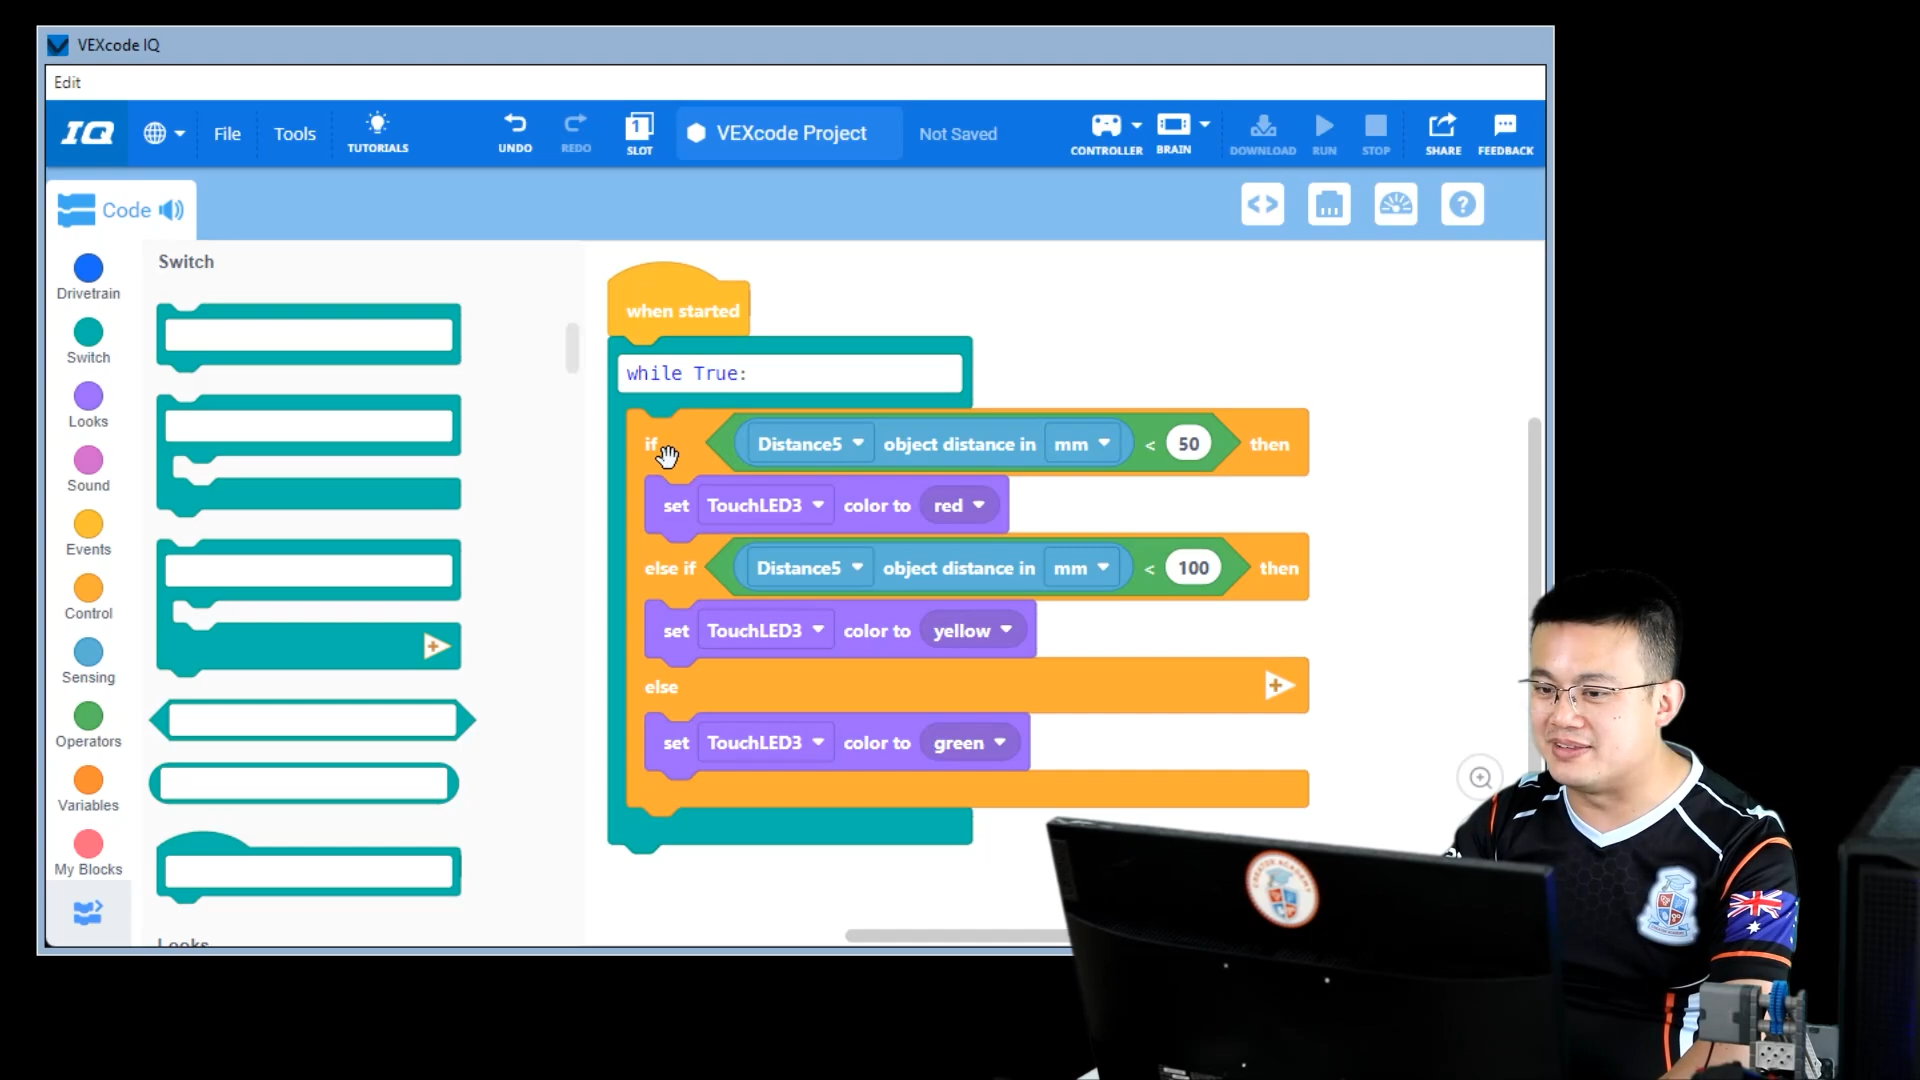 VEXcode IQ
Edit
IQ
File
Tools
TUTORIALS
UNDO
REDO
1
SLOT
VEXcode Project
Not Saved
CONTROLLER
BRAIN
DOWNLOAD
RUN
STOP
SHARE
FEEDBACK
Code
Drivetrain
Switch
Looks
Sound
Events
Control
Sensing
Operators
Variables
My Blocks
Switch
Looks
when started
while True:
if Distance5 object distance in mm < 50 then
set TouchLED3 color to red
else if Distance5 object distance in mm < 100 then
set TouchLED3 color to yellow
else
set TouchLED3 color to green